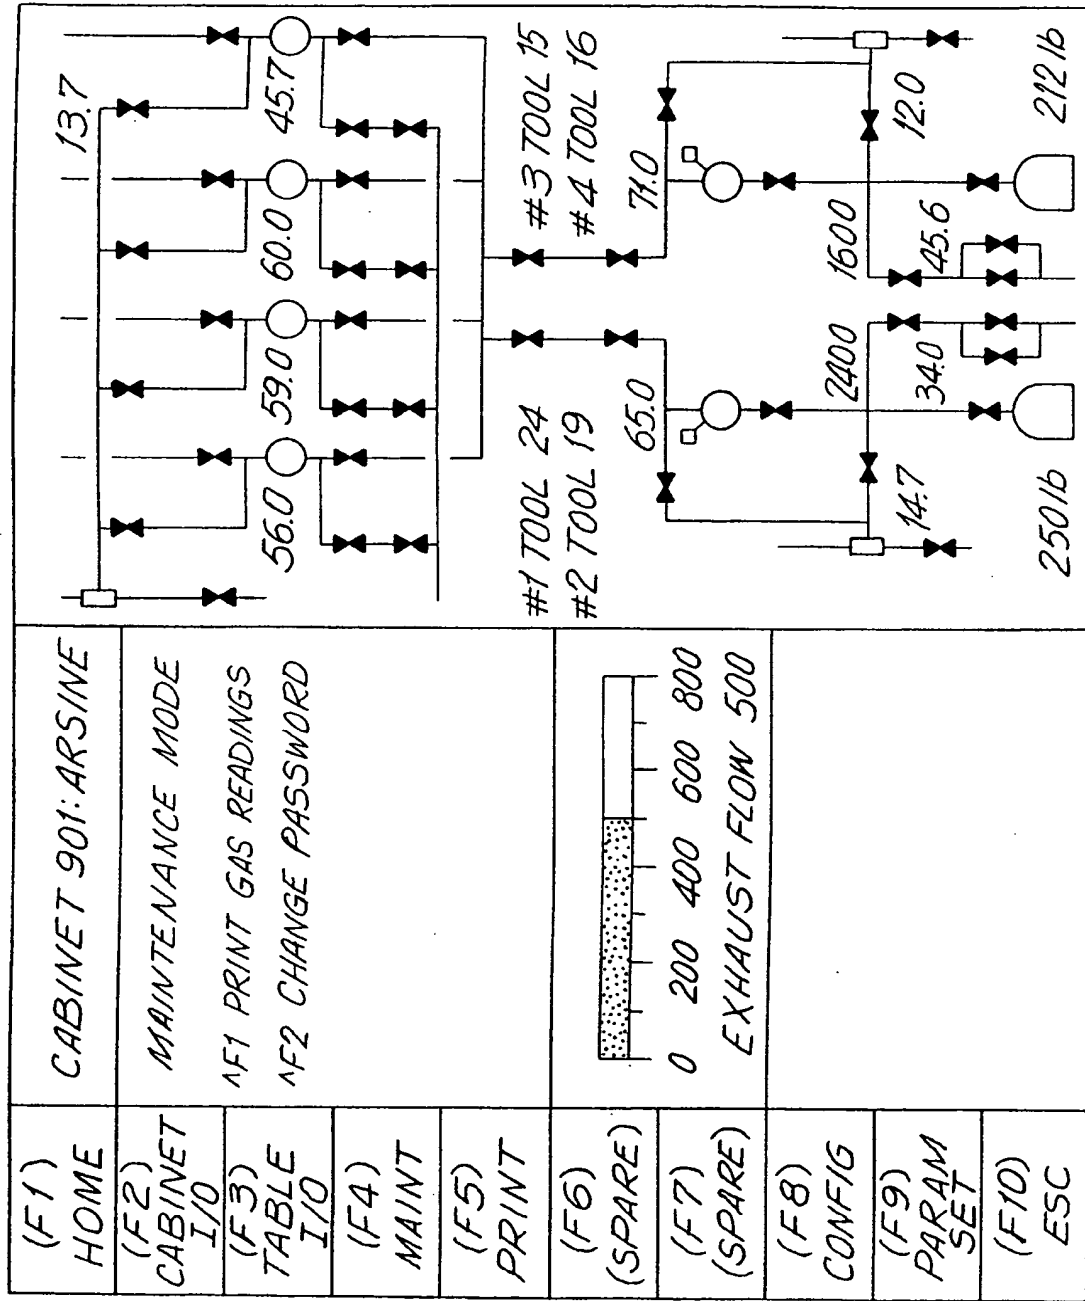 (F1)
HOME
(F2)
CABINET
I/O
(F3)
TABLE
I/O
(F4)
MAINT
(F5)
PRINT
(F6)
(SPARE)
(F7)
(SPARE)
(F8)
CONFIG
(F9)
PARAM
SET
(F10)
ESC
CABINET 901: ARSINE
MAINTENANCE MODE
^F1 PRINT GAS READINGS
^F2 CHANGE PASSWORD
0 200 400 600 800
EXHAUST FLOW 500
13.7
56.0 59.0 60.0 45.7
#1 TOOL 24
#2 TOOL 19
#3 TOOL 15
#4 TOOL 16
65.0 71.0
2400 1600
14.7 34.0 45.6 12.0
250 lb 212 lb